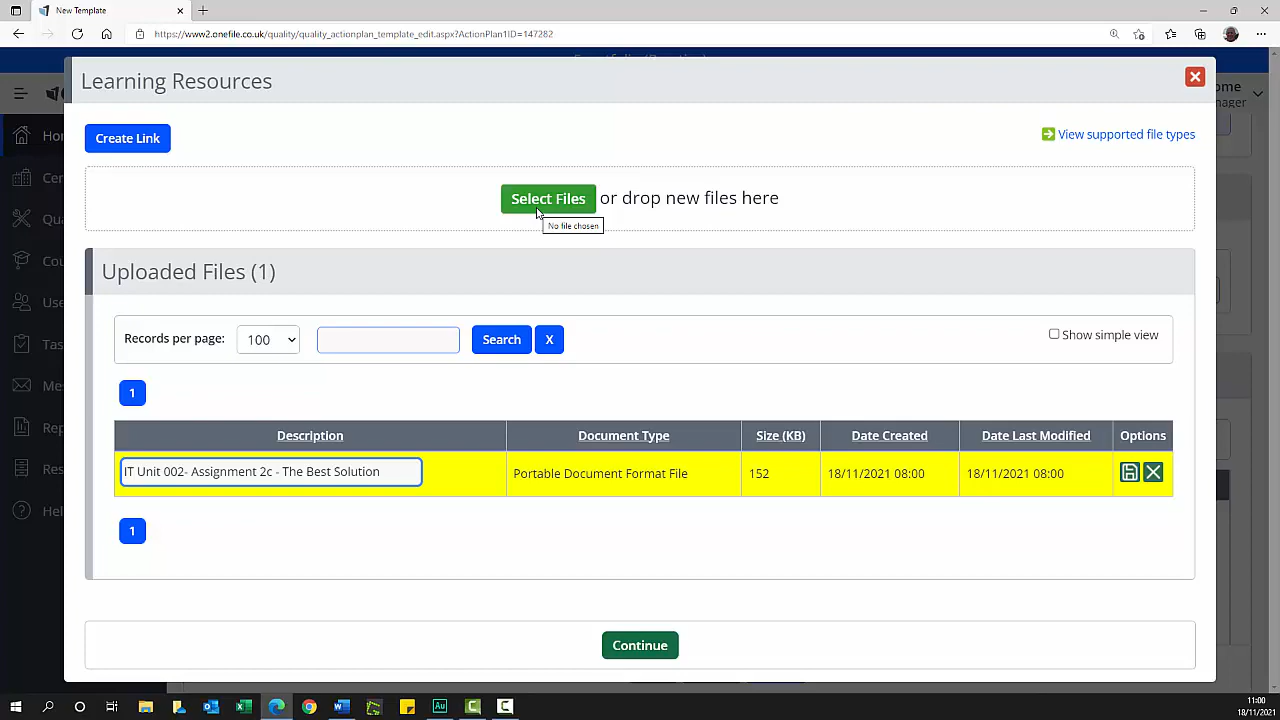 New Template
https://www2.onefile.co.uk/quality/quality_actionplan_template_edit.aspx?ActionPlan1ID=147282
Learning Resources
Create Link
View supported file types
Select Files or drop new files here
No file chosen
Uploaded Files (1)
Records per page: 100 Search X
Show simple view
1
Description Document Type Size (KB) Date Created Date Last Modified Options
IT Unit 002- Assignment 2c - The Best Solution Portable Document Format File 152 18/11/2021 08:00 18/11/2021 08:00
1
Continue
Hel
11:00
18/11/2021